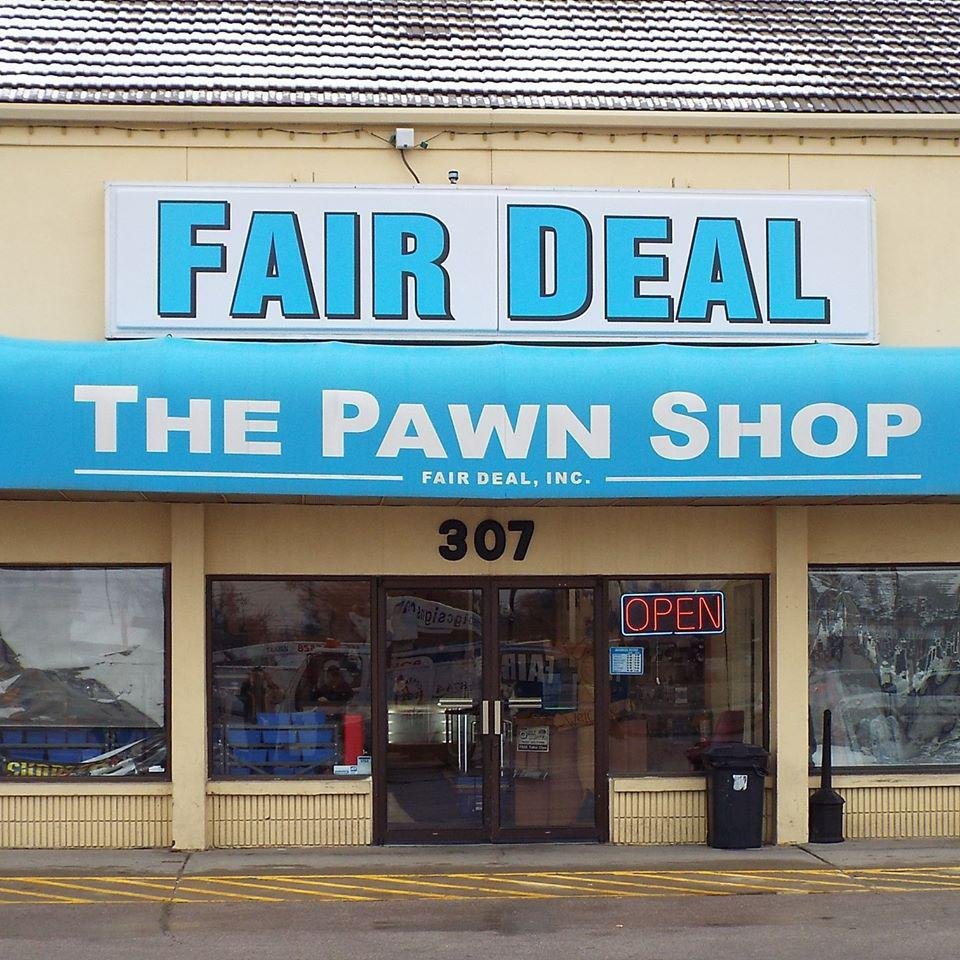 FAIR DEAL
THE PAWN SHOP
FAIR DEAL, INC.
307
OPEN